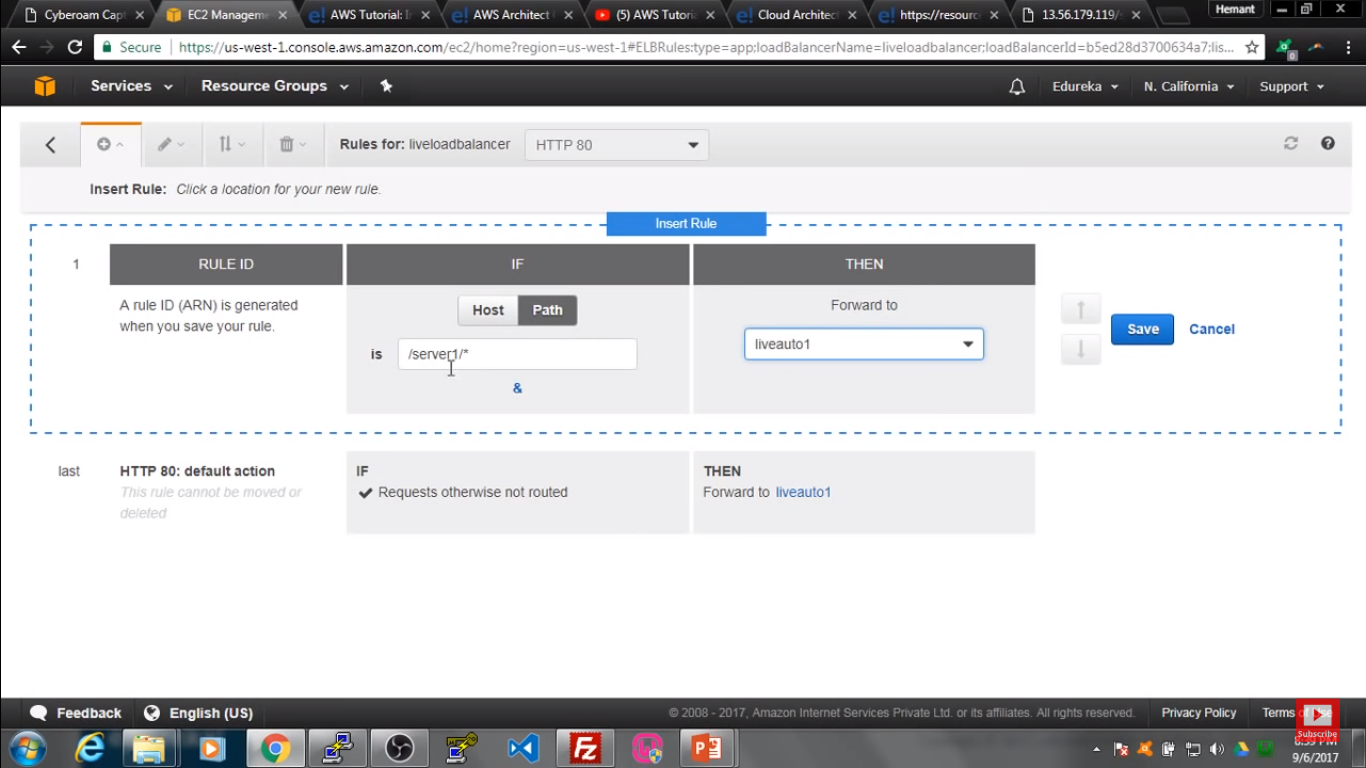 Cyberoam Capt
EC2 Manageme
AWS Tutorial: I
AWS Architect
(5) AWS Tutoria
Cloud Architec
https://resourc
13.56.179.119/s
Hemant
Secure
https://us-west-1.console.aws.amazon.com/ec2/home?region=us-west-1#ELBRules:type=app;loadBalancerName=liveloadbalancer;loadBalancerId=b5ed28d3700634a7;lis...
0
Services
Resource Groups
Edureka
N. California
Support
Rules for: liveloadbalancer
HTTP 80
Insert Rule: Click a location for your new rule.
Insert Rule
1
RULE ID
IF
THEN
A rule ID (ARN) is generated
when you save your rule.
Host
Path
Forward to
is
/server1/*
liveauto1
Save
Cancel
&
last
HTTP 80: default action
This rule cannot be moved or
deleted
IF
Requests otherwise not routed
THEN
Forward to liveauto1
Feedback
English (US)
© 2008 - 2017, Amazon Internet Services Private Ltd. or its affiliates. All rights reserved.
Privacy Policy
Terms of Use
Subscribe
9/6/2017